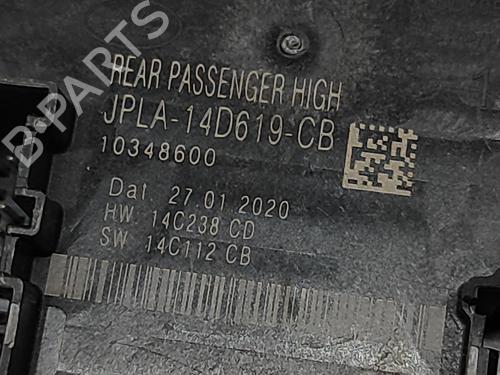 B-PARTS
REAR PASSENGER HIGH
JPLA-14D619-CB
10348600
Dat 27.01.2020
HW 14C238 CD
SW 14C112 CB